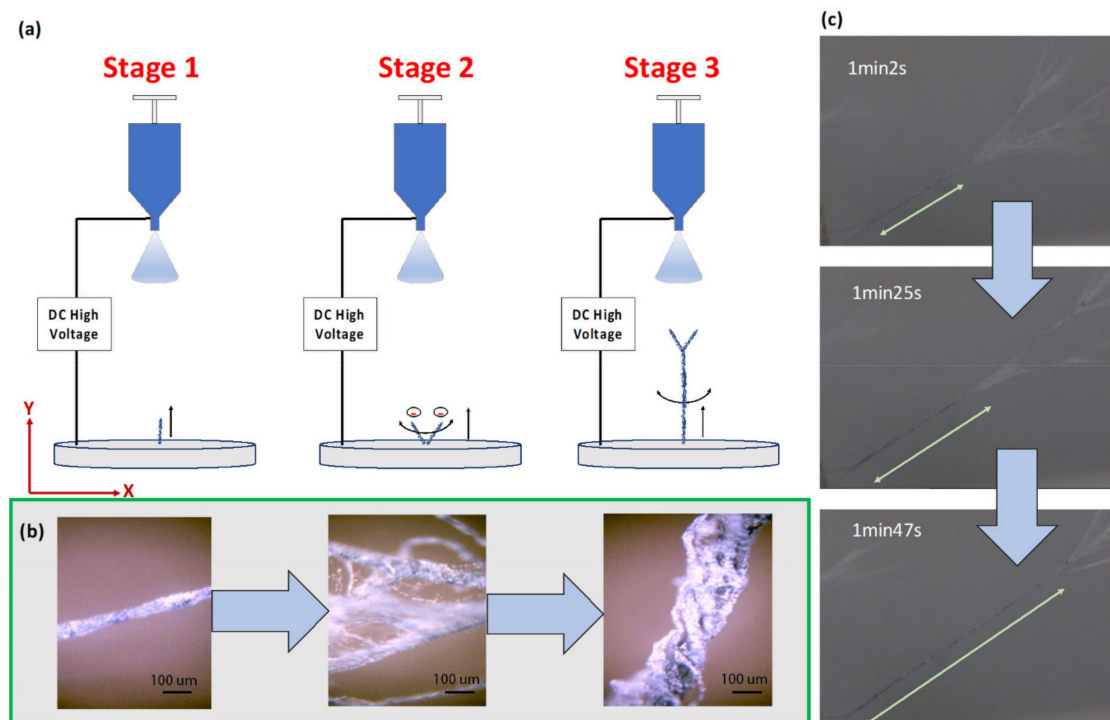 (a)
Stage 1
Stage 2
Stage 3
DC High
Voltage
DC High
Voltage
DC High
Voltage
Y
X
(b)
100 um
100 um
100 um
(c)
1min2s
1min25s
1min47s